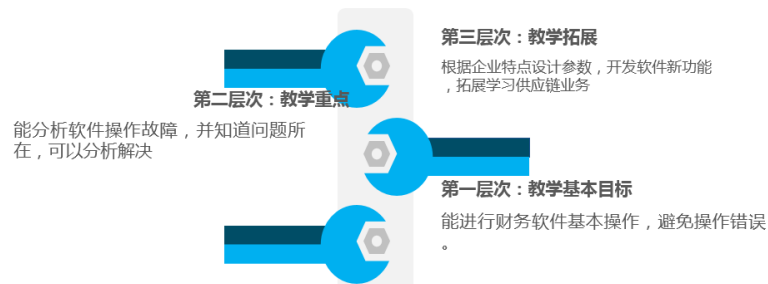 第三层次：教学拓展
根据企业特点设计参数，开发软件新功能
，拓展学习供应链业务
第二层次：教学重点
能分析软件操作故障，并知道问题所
在，可以分析解决
第一层次：教学基本目标
能进行财务软件基本操作，避免操作错误
。